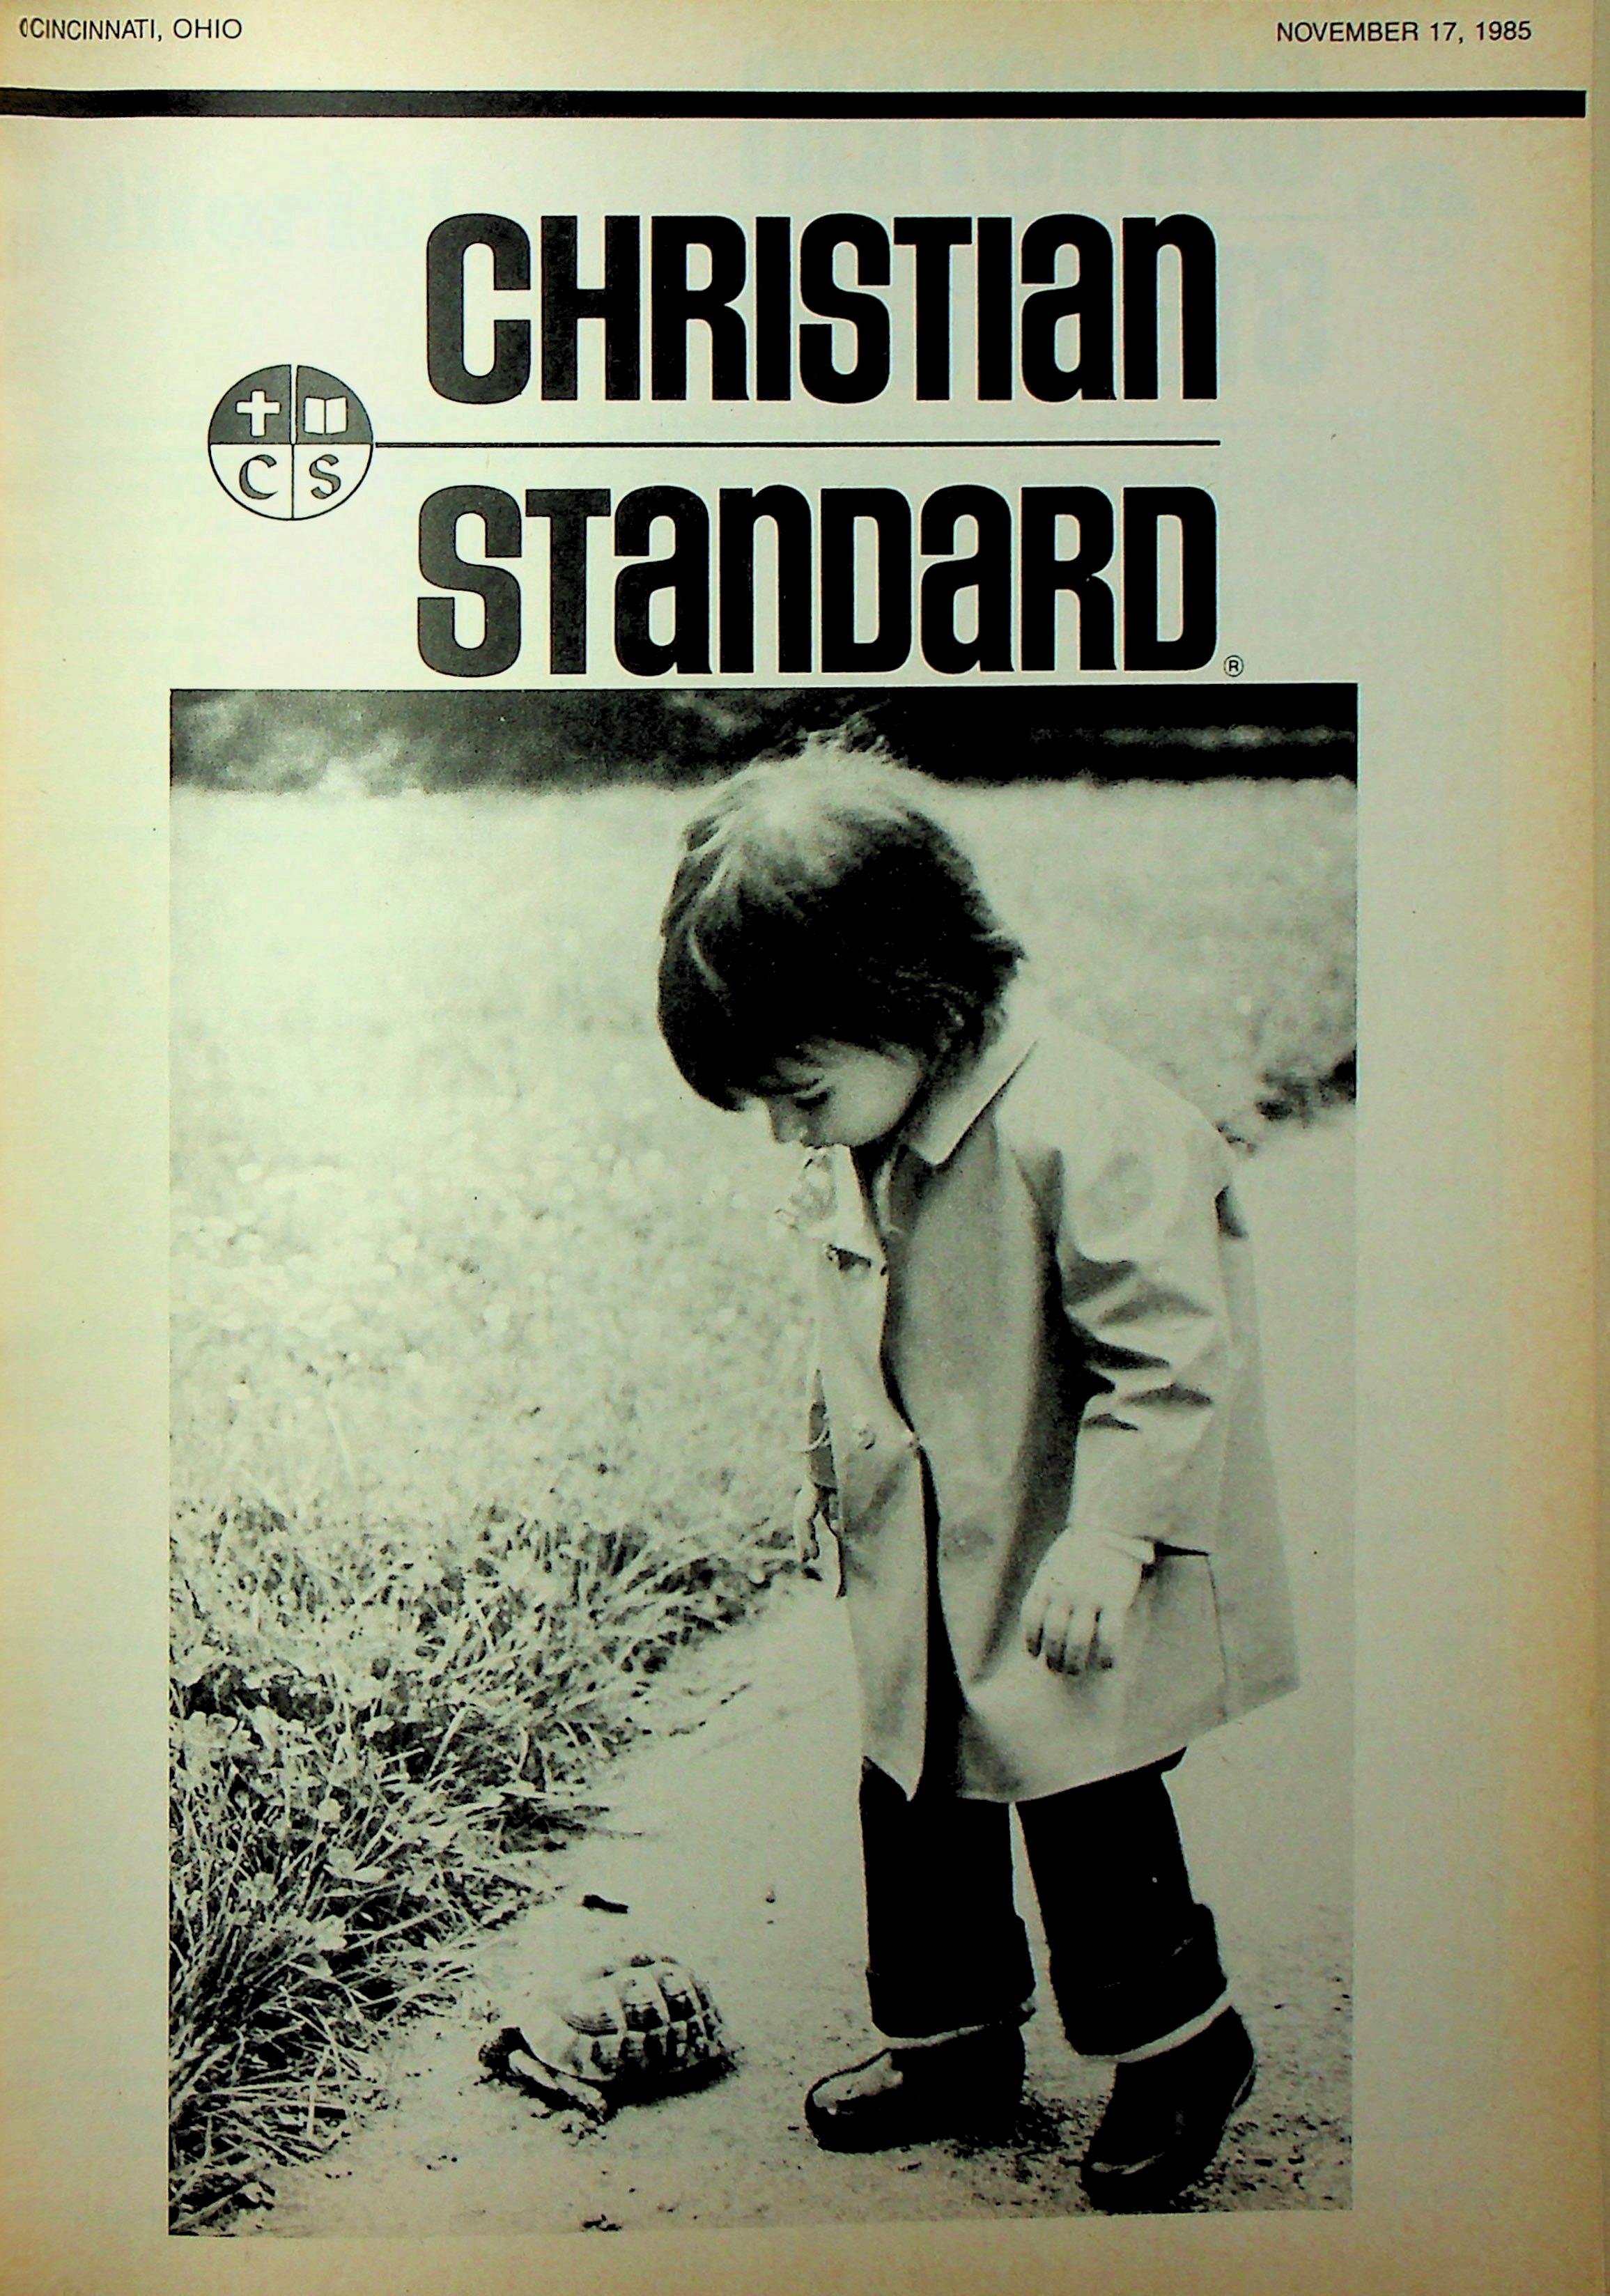 CINCINNATI, OHIO
NOVEMBER 17, 1985
CHRISTIan
C S
STanDaRD®